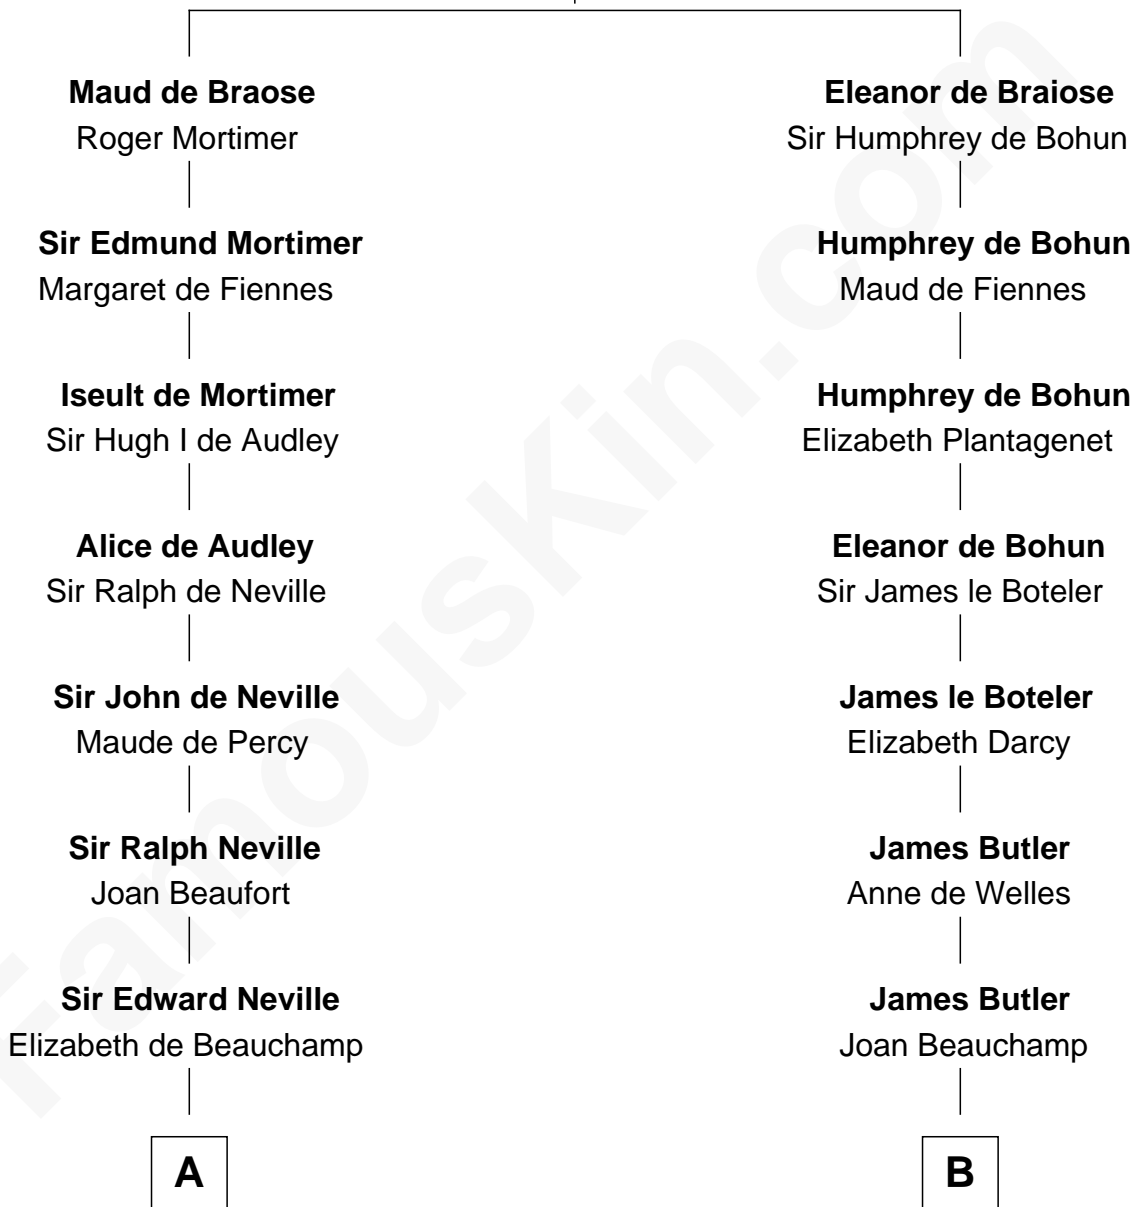 Maud de Braose
Roger Mortimer
Sir Edmund Mortimer
Margaret de Fiennes
Iseult de Mortimer
Sir Hugh I de Audley
Alice de Audley
Sir Ralph de Neville
Sir John de Neville
Maude de Percy
Sir Ralph Neville
Joan Beaufort
Sir Edward Neville
Elizabeth de Beauchamp
A
Eleanor de Braiose
Sir Humphrey de Bohun
Humphrey de Bohun
Maud de Fiennes
Humphrey de Bohun
Elizabeth Plantagenet
Eleanor de Bohun
Sir James le Boteler
James le Boteler
Elizabeth Darcy
James Butler
Anne de Welles
James Butler
Joan Beauchamp
B
FamousKin.com